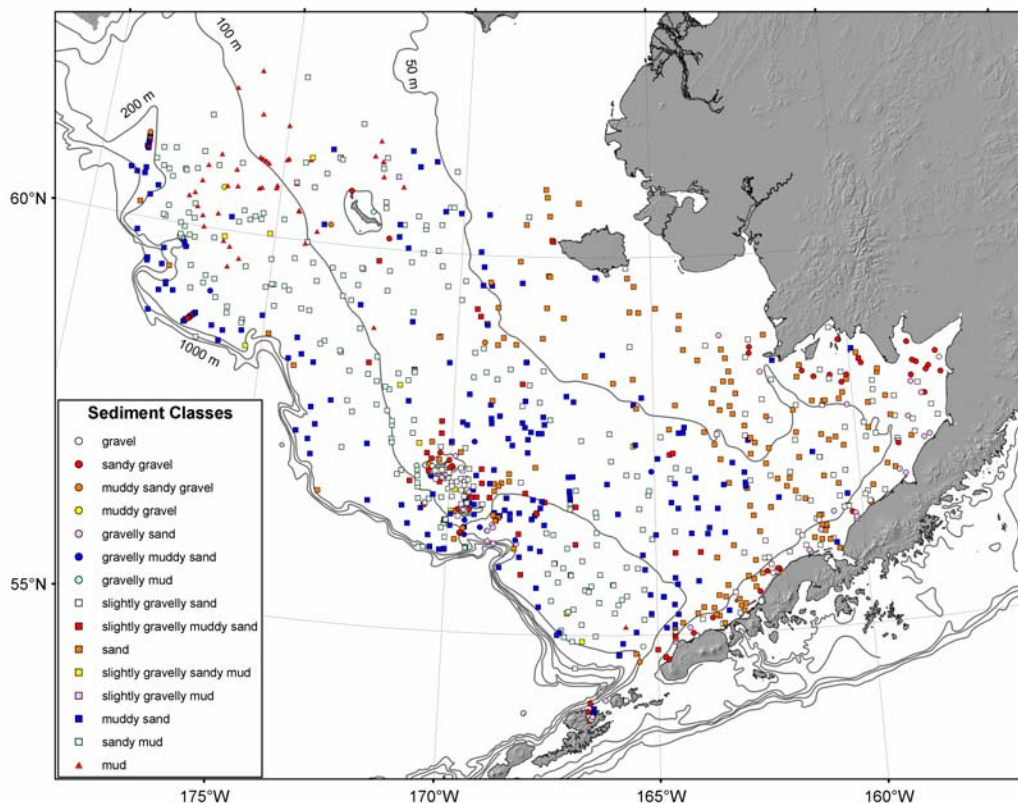 100 m
50 m
200 m
60°N
1000 m
Sediment Classes
gravel
sandy gravel
muddy sandy gravel
muddy gravel
gravelly sand
gravelly muddy sand
gravelly mud
slightly gravelly sand
slightly gravelly muddy sand
sand
slightly gravelly sandy mud
slightly gravelly mud
muddy sand
sandy mud
mud
55°N
175°W 170°W 165°W 160°W